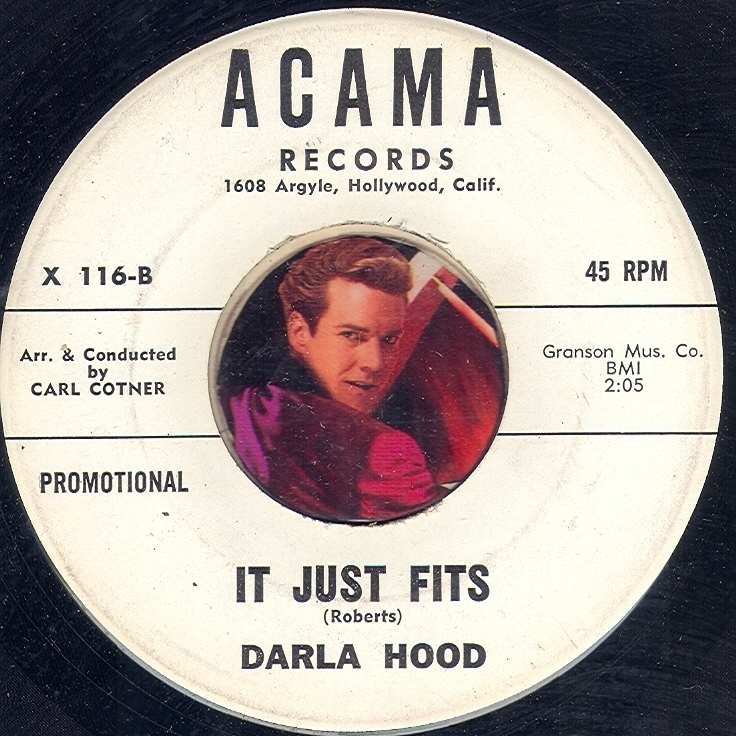 ACAMA
RECORDS
1608 Argyle, Hollywood, Calif.
X 116-B
45 RPM
Arr. & Conducted
by
CARL COTNER
Granson Mus. Co.
BMI
2:05
PROMOTIONAL
IT JUST FITS
(Roberts)
DARLA HOOD